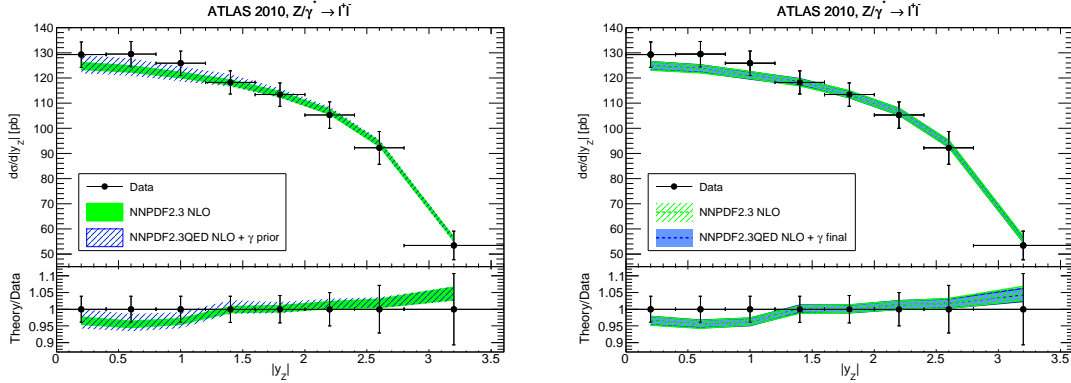 ATLAS 2010, Z/γ* → l⁺l⁻
dσ/d|y_Z| [pb]
140
130
120
110
100
90
80
70
60
50
Data
NNPDF2.3 NLO
NNPDF2.3QED NLO + γ prior
Theory/Data
1.1
1.05
1
0.95
0.9
0 0.5 1 1.5 2 2.5 3 3.5
|y_Z|
ATLAS 2010, Z/γ* → l⁺l⁻
dσ/d|y_Z| [pb]
140
130
120
110
100
90
80
70
60
50
Data
NNPDF2.3 NLO
NNPDF2.3QED NLO + γ final
Theory/Data
1.1
1.05
1
0.95
0.9
0 0.5 1 1.5 2 2.5 3 3.5
|y_Z|